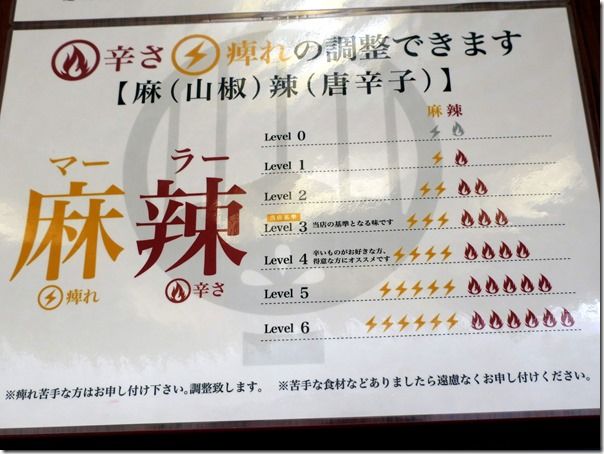 辛さ 痺れの調整できます
【麻(山椒)辣(唐辛子)】
麻 辣
Level 0
Level 1
Level 2
当店基準
Level 3 当店の基準となる味です
Level 4 辛いものがお好きな方、
得意な方にオススメです
Level 5
Level 6
マー ラー
麻 辣
痺れ 辛さ
※痺れ苦手な方はお申し付け下さい。調整致します。 ※苦手な食材などありましたら遠慮なくお申し付けください。